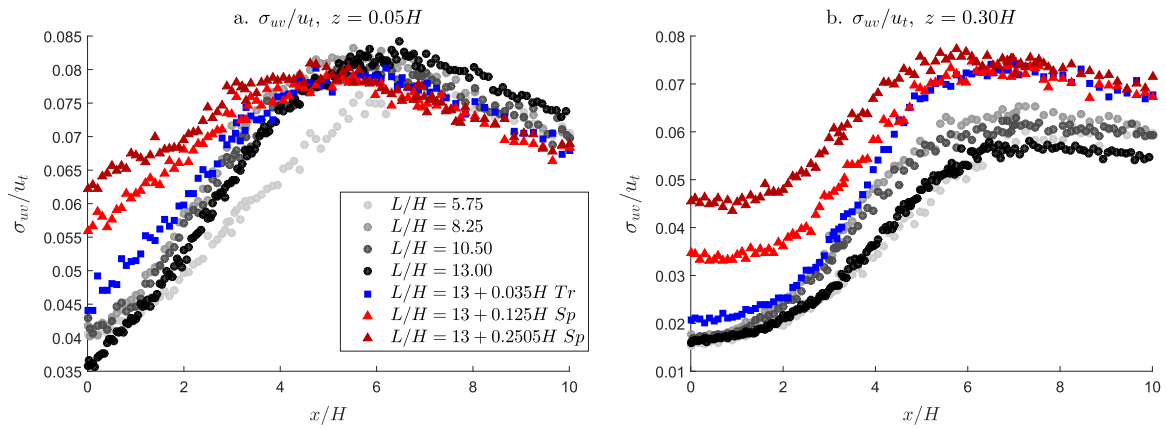 a. σ_uv/u_t, z = 0.05H
0.085
0.08
0.075
0.07
0.065
0.06
0.055
0.05
0.045
0.04
0.035
σ_uv/u_t
0 2 4 6 8 10
x/H
L/H = 5.75
L/H = 8.25
L/H = 10.50
L/H = 13.00
L/H = 13 + 0.035H Tr
L/H = 13 + 0.125H Sp
L/H = 13 + 0.2505H Sp
b. σ_uv/u_t, z = 0.30H
0.08
0.07
0.06
0.05
0.04
0.03
0.02
0.01
σ_uv/u_t
0 2 4 6 8 10
x/H